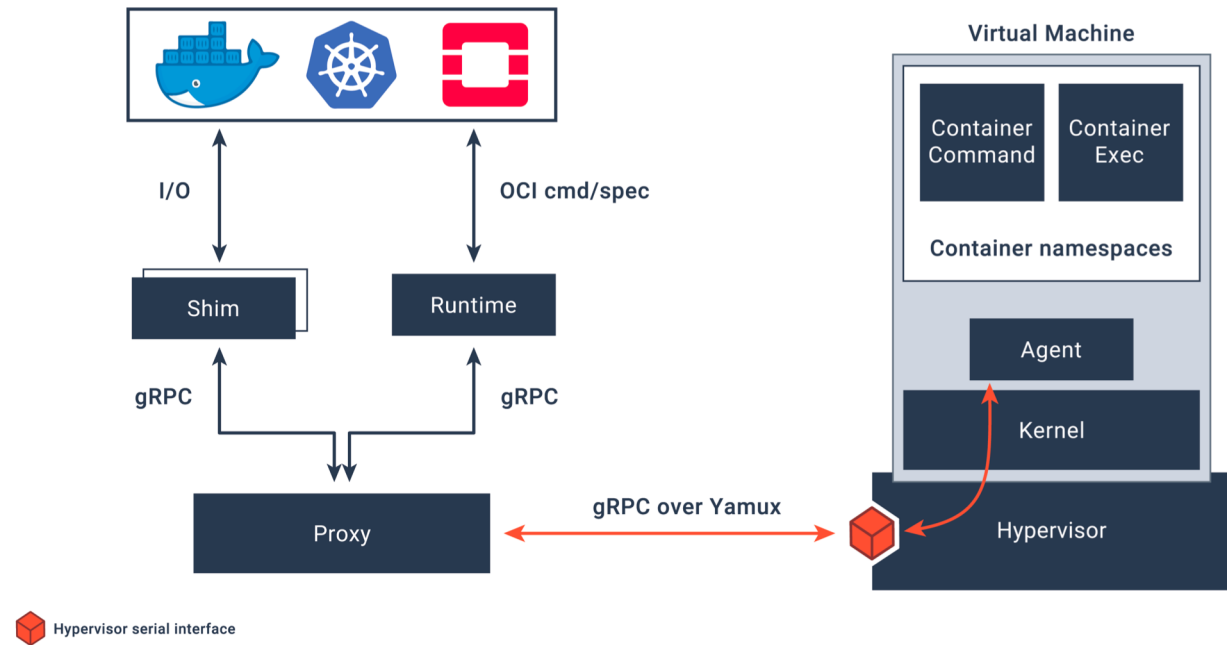 Virtual Machine
Container
Command
Container
Exec
I/O
OCI cmd/spec
Container namespaces
Shim
Runtime
Agent
gRPC
gRPC
Kernel
gRPC over Yamux
Proxy
Hypervisor
Hypervisor serial interface